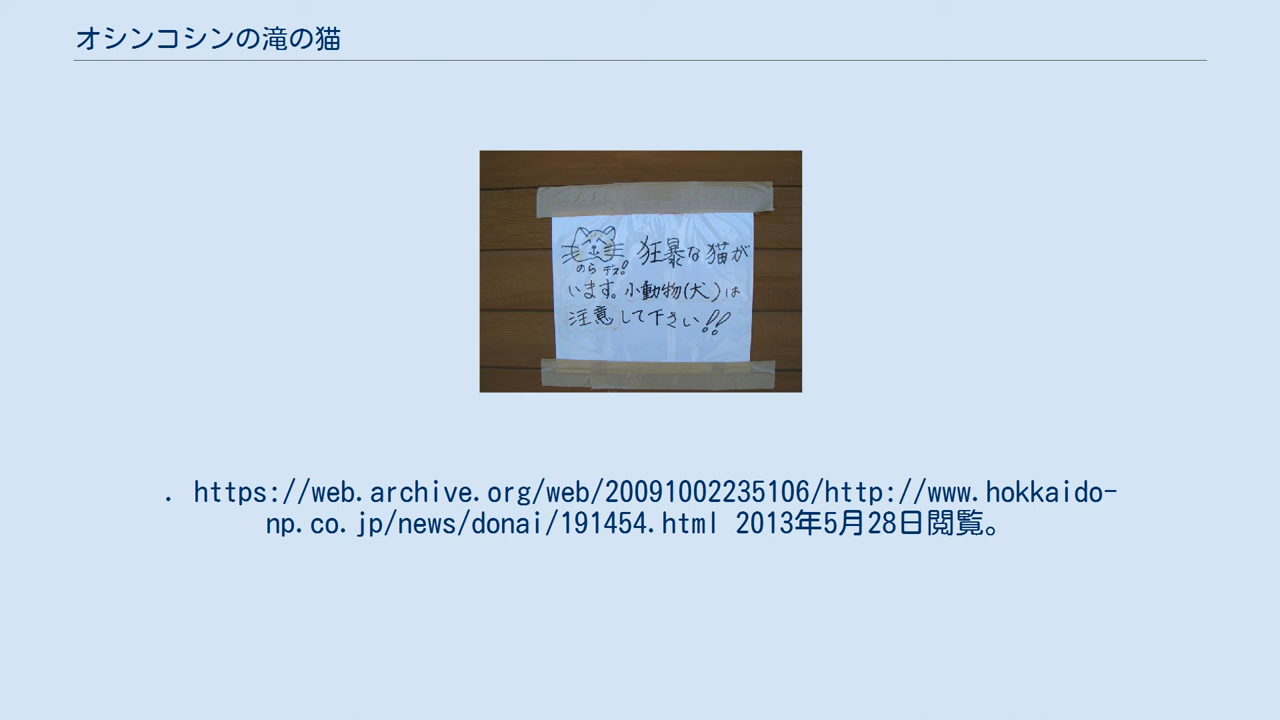 オシンコシンの滝の猫
狂暴な猫が
のらデス!
います。小動物(犬)は
注意して下さい!!
. https://web.archive.org/web/20091002235106/http://www.hokkaido-
np.co.jp/news/donai/191454.html 2013年5月28日閲覧。